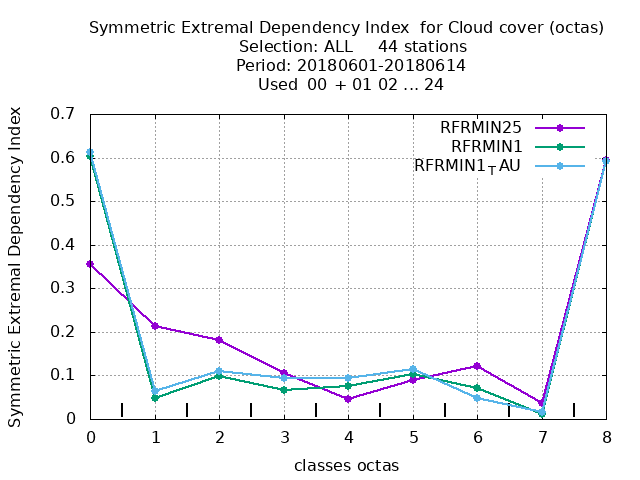 Symmetric Extremal Dependency Index  for Cloud cover (octas)
Selection: ALL     44 stations
Period: 20180601-20180614
Used  00  + 01 02 ... 24
Symmetric Extremal Dependency Index
0.7
0.6
0.5
0.4
0.3
0.2
0.1
0
RFRMIN25
RFRMIN1
RFRMIN1TAU
0 1 2 3 4 5 6 7 8
classes octas